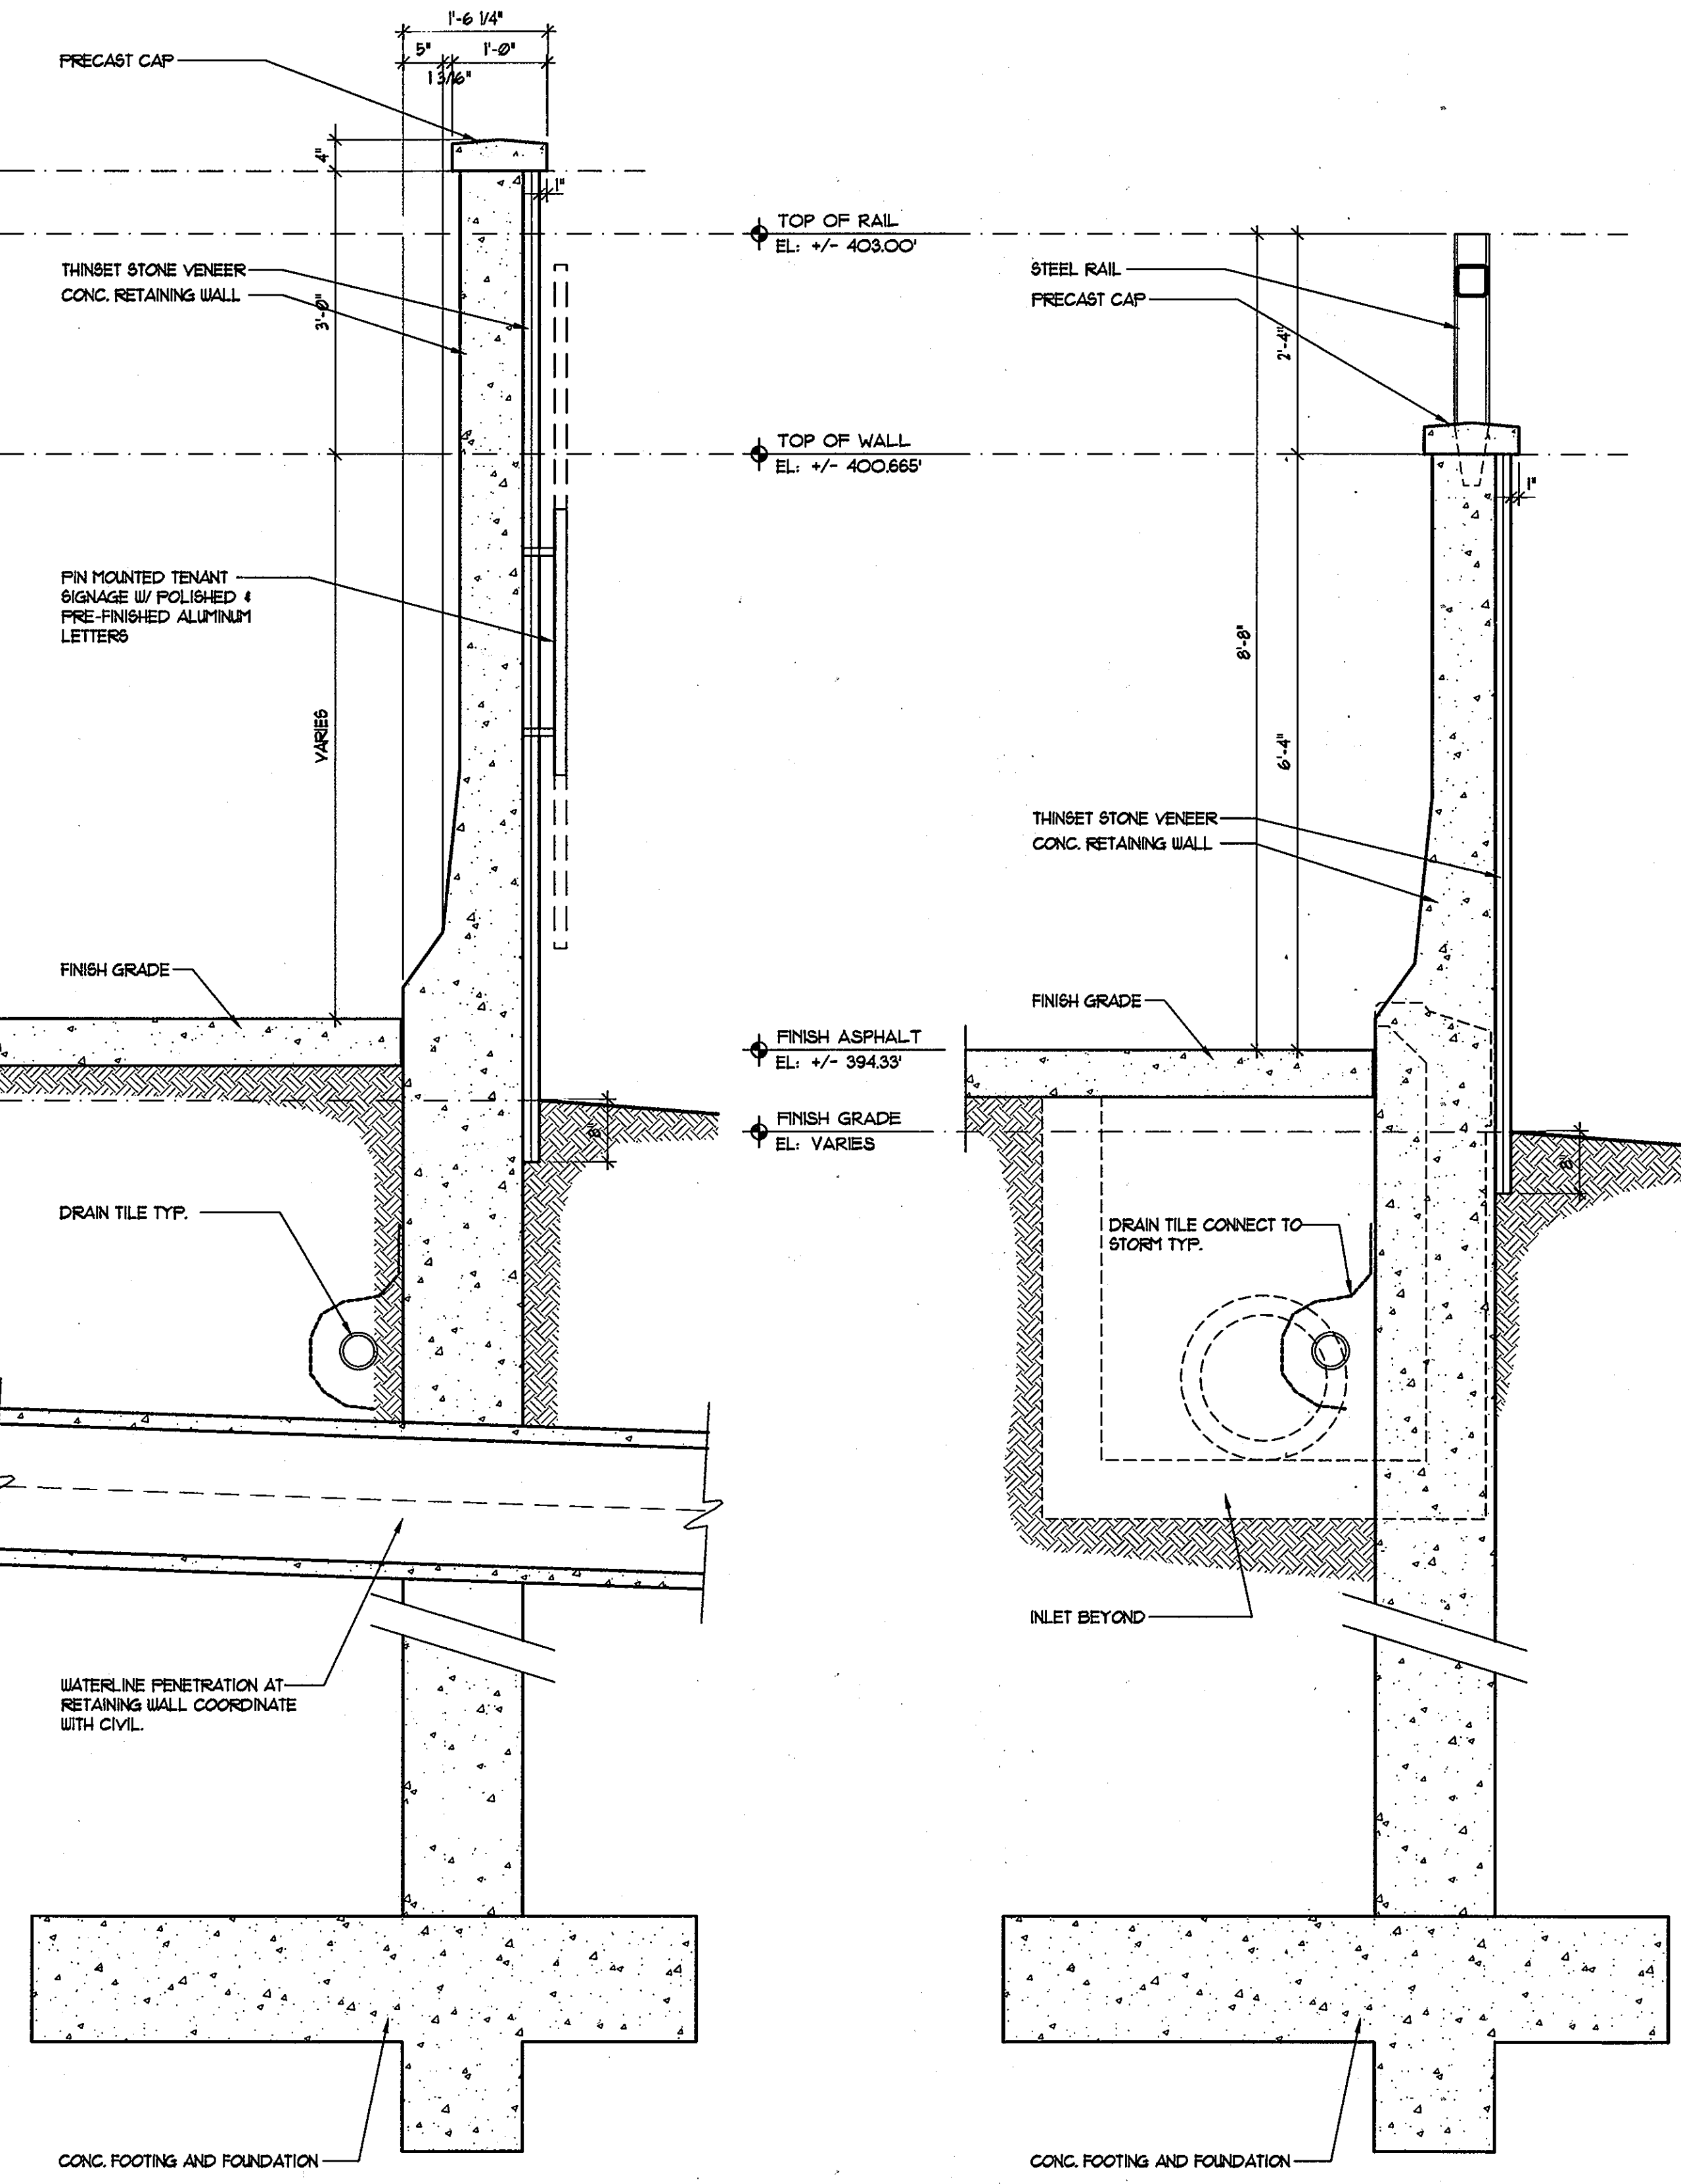 1'-6 1/4"
5"
1'-0"
1 3/16"
PRECAST CAP
4"
1"
THINSET STONE VENEER
CONC. RETAINING WALL
3'-0"
PIN MOUNTED TENANT
SIGNAGE W/ POLISHED &
PRE-FINISHED ALUMINUM
LETTERS
VARIES
FINISH GRADE
8"
DRAIN TILE TYP.
WATERLINE PENETRATION AT
RETAINING WALL COORDINATE
WITH CIVIL.
CONC. FOOTING AND FOUNDATION
TOP OF RAIL
EL: +/- 403.00'
TOP OF WALL
EL: +/- 400.665'
FINISH ASPHALT
EL: +/- 394.33'
FINISH GRADE
EL: VARIES
STEEL RAIL
PRECAST CAP
2'-4"
1"
8'-8"
6'-4"
THINSET STONE VENEER
CONC. RETAINING WALL
FINISH GRADE
8"
DRAIN TILE CONNECT TO
STORM TYP.
INLET BEYOND
CONC. FOOTING AND FOUNDATION